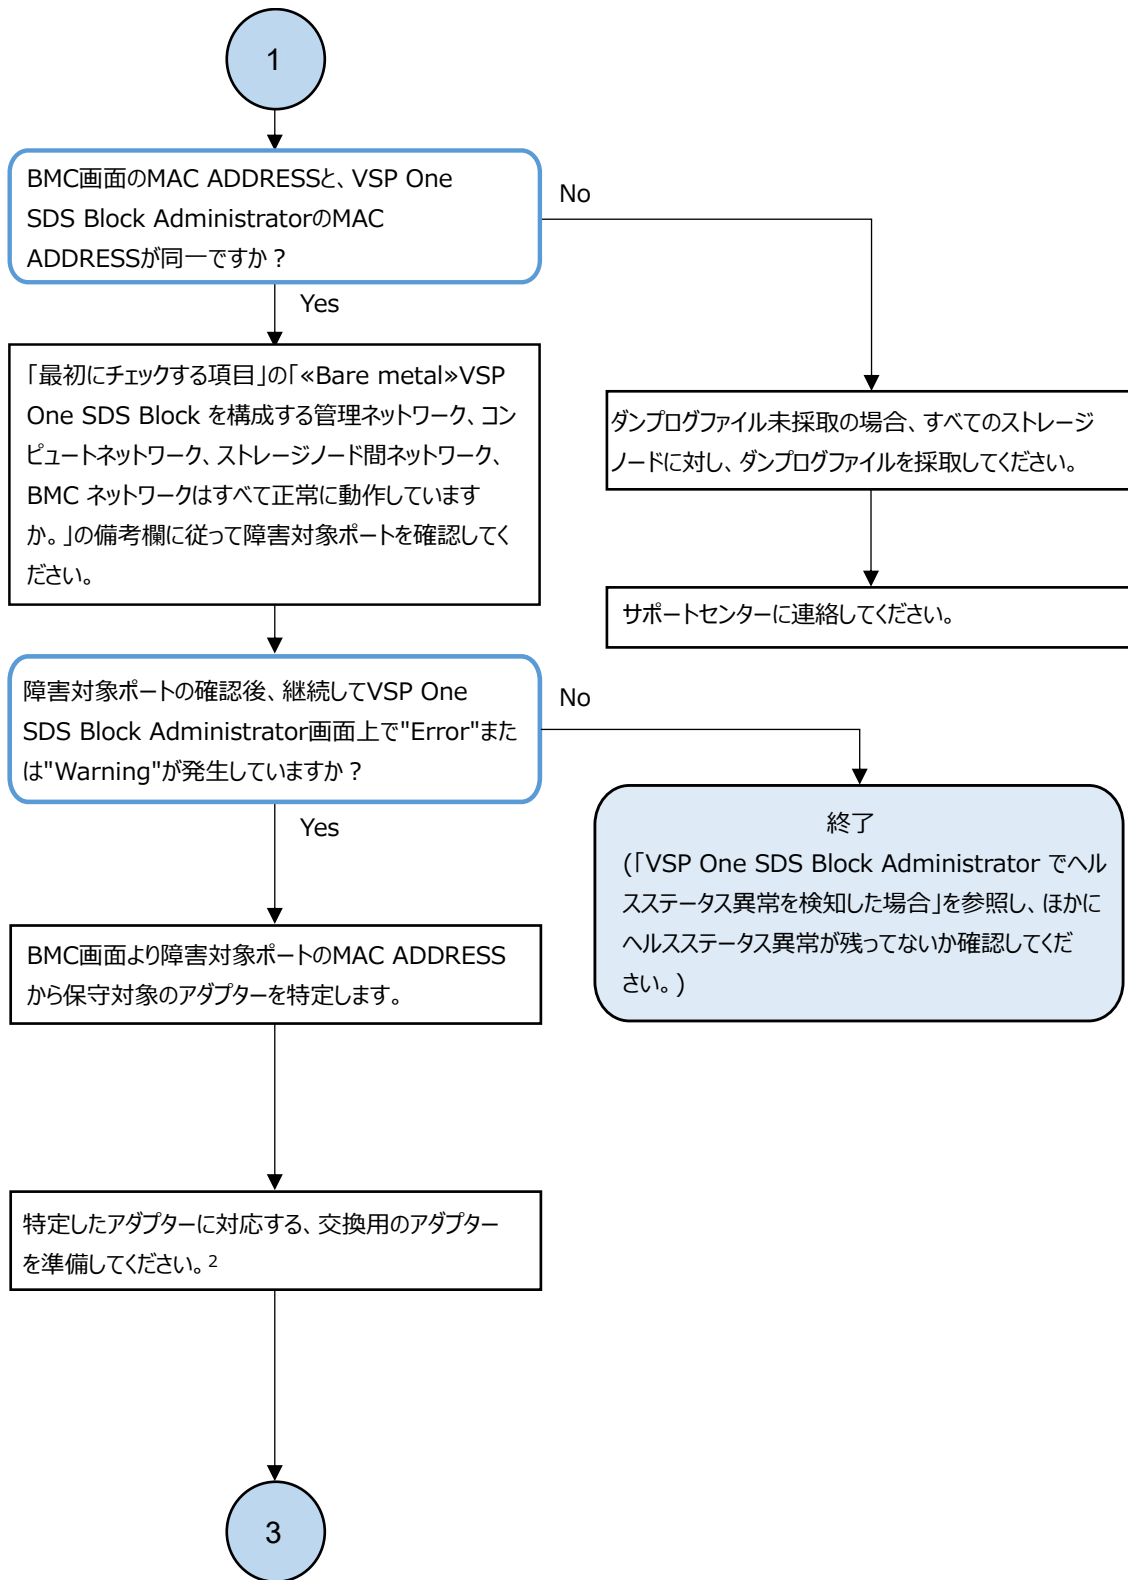 1
BMC画面のMAC ADDRESSと、VSP One
SDS Block AdministratorのMAC
ADDRESSが同一ですか？
No
Yes
「最初にチェックする項目」の「«Bare metal»VSP
One SDS Block を構成する管理ネットワーク、コン
ピュートネットワーク、ストレージノード間ネットワーク、
BMC ネットワークはすべて正常に動作しています
か。」の備考欄に従って障害対象ポートを確認してく
ださい。
ダンプログファイル未採取の場合、すべてのストレージ
ノードに対し、ダンプログファイルを採取してください。
サポートセンターに連絡してください。
障害対象ポートの確認後、継続してVSP One
SDS Block Administrator画面上で"Error"また
は"Warning"が発生していますか？
No
Yes
終了
(「VSP One SDS Block Administrator でヘル
スステータス異常を検知した場合」を参照し、ほかに
ヘルスステータス異常が残ってないか確認してくだ
さい。)
BMC画面より障害対象ポートのMAC ADDRESS
から保守対象のアダプターを特定します。
特定したアダプターに対応する、交換用のアダプター
を準備してください。2
3